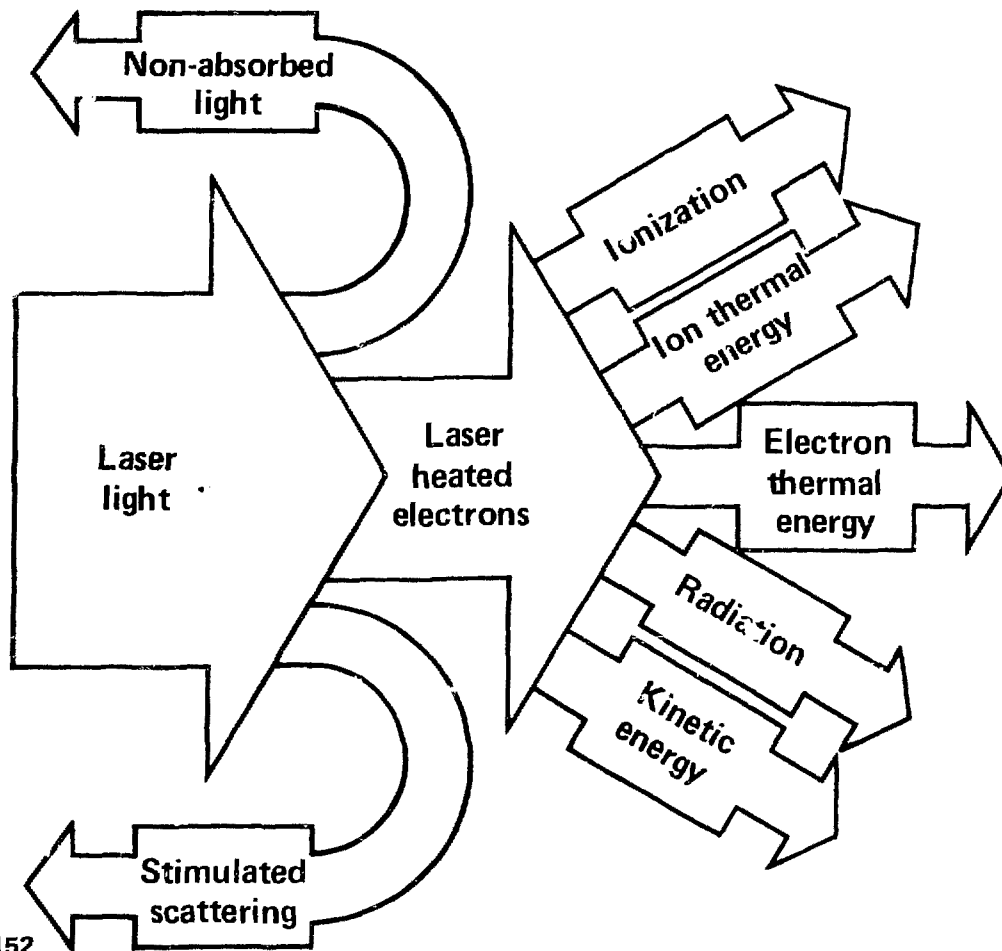 Non-absorbed
light
Ionization
Ion thermal
energy
Laser
light
Laser
heated
electrons
Electron
thermal
energy
Radiation
Kinetic
energy
Stimulated
scattering